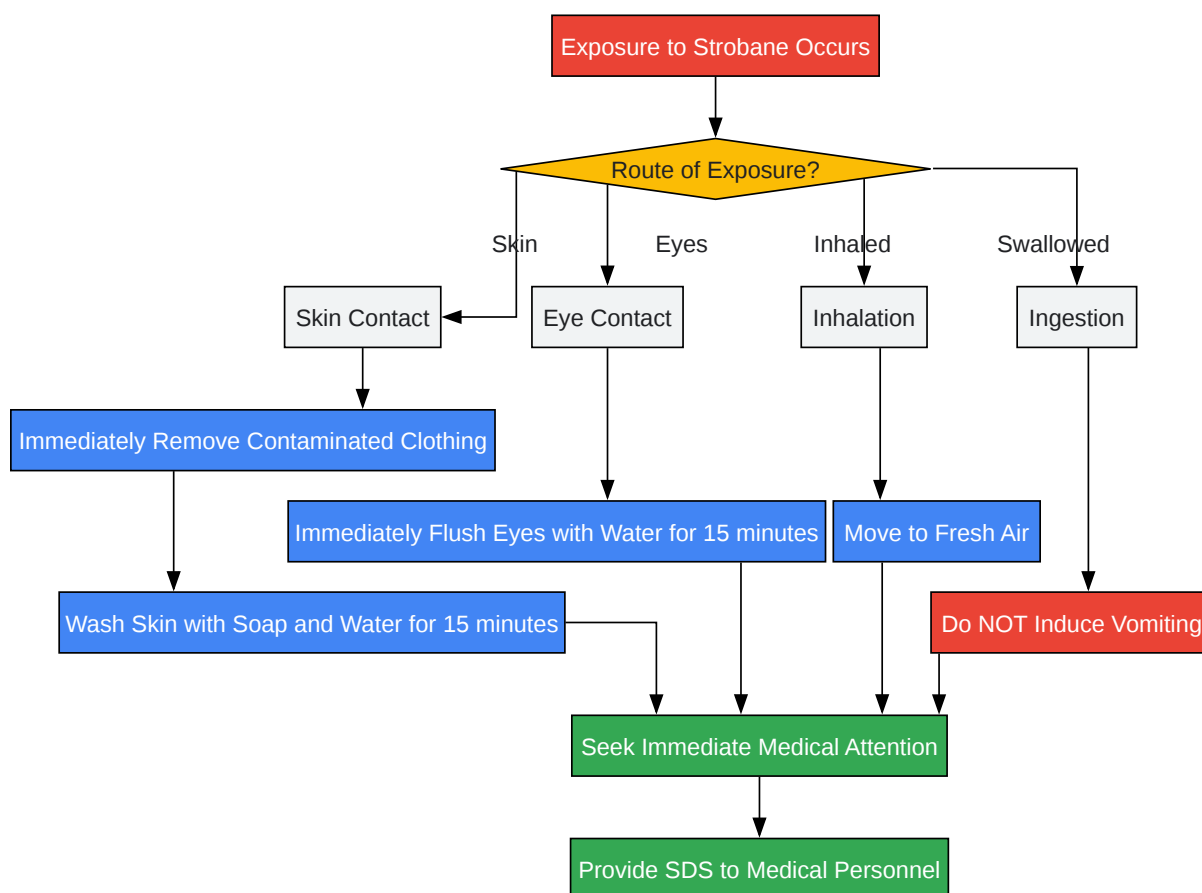 Exposure to Strobane Occurs
Route of Exposure?
Skin
Eyes
Inhaled
Swallowed
Skin Contact
Eye Contact
Inhalation
Ingestion
Immediately Remove Contaminated Clothing
Immediately Flush Eyes with Water for 15 minutes
Move to Fresh Air
Wash Skin with Soap and Water for 15 minutes
Do NOT Induce Vomiting
Seek Immediate Medical Attention
Provide SDS to Medical Personnel